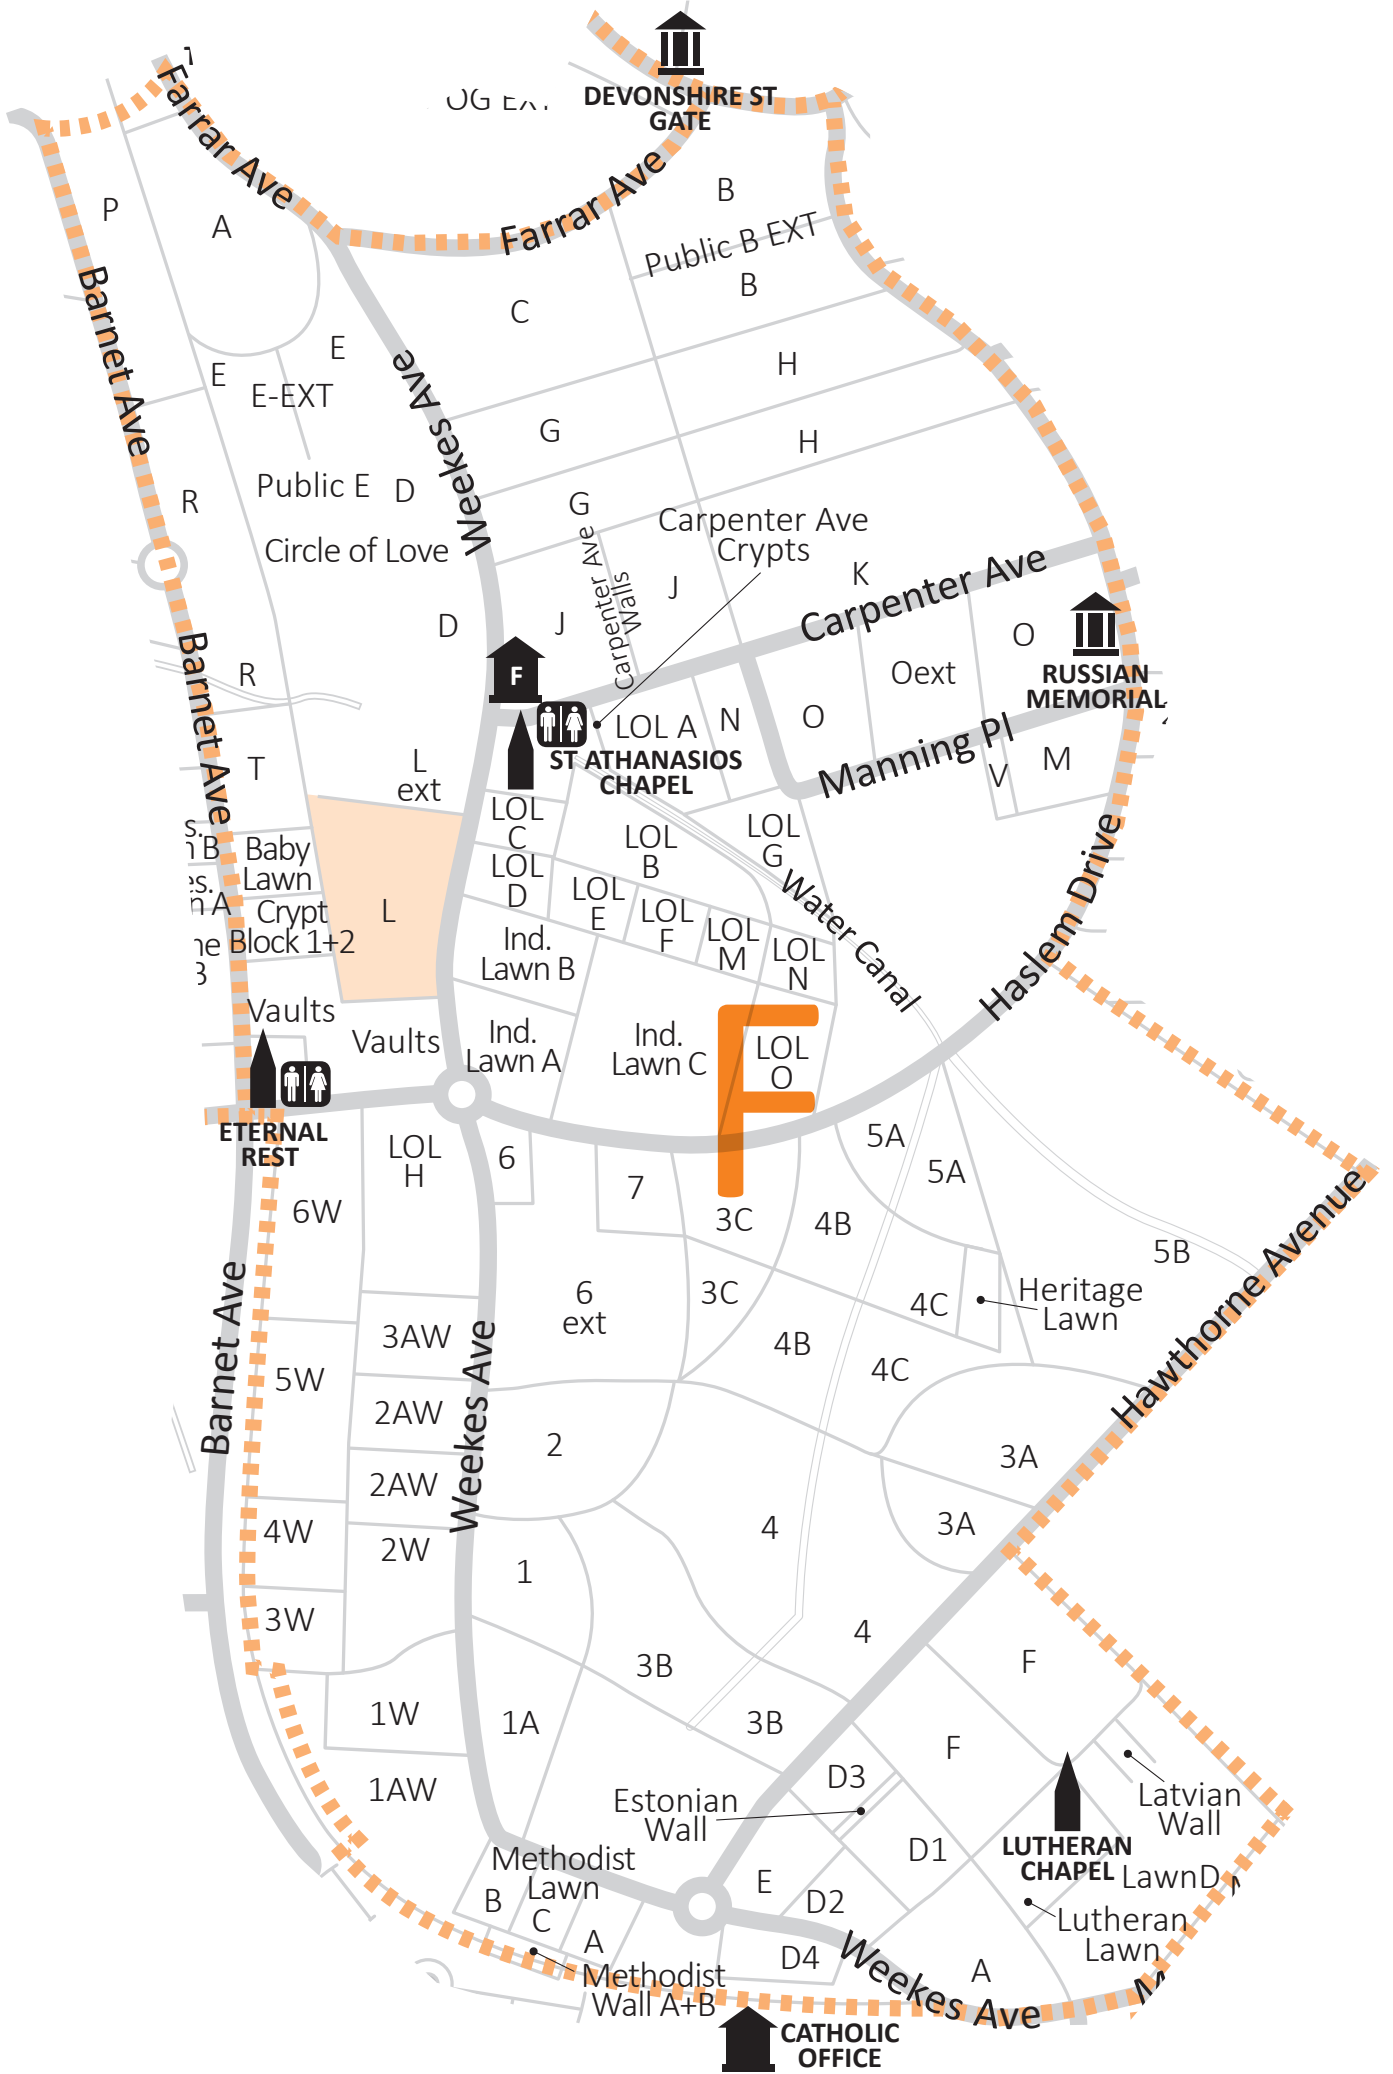 DEVONSHIRE ST
GATE
Farrar Ave
Farrar Ave
P
A
B
Public B EXT
B
Barnet Ave
C
E
E
E-EXT
Weekes Ave
H
G
H
R
Public E
D
G
Carpenter Ave
Crypts
Circle of Love
Carpenter Ave
Walls
J
K
Carpenter Ave
D
J
O
Oext
RUSSIAN
MEMORIAL
Barnet Ave
R
F
LOL A
N
O
Manning Pl
V
M
T
L
ext
ST ATHANASIOS
CHAPEL
LOL
C
LOL
B
LOL
G
Baby
Lawn
LOL
D
LOL
E
LOL
F
LOL
M
LOL
N
Water Canal
Haslem Drive
Crypt
Block 1+2
L
Ind.
Lawn B
Vaults
Vaults
Ind.
Lawn A
Ind.
Lawn C
LOL
O
F
ETERNAL
REST
LOL
H
6
7
5A
5A
6W
3C
4B
5B
Hawthorne Avenue
Barnet Ave
6
ext
3C
4C
Heritage
Lawn
3AW
4B
4C
5W
Weekes Ave
2AW
2
3A
2AW
4W
4
3A
2W
1
3W
4
3B
F
1W
1A
3B
F
D3
1AW
Estonian
Wall
Latvian
Wall
D1
LUTHERAN
CHAPEL
Methodist
Lawn
LawnD
B
C
A
E
D2
Lutheran
Lawn
D4
Weekes Ave
A
Methodist
Wall A+B
CATHOLIC
OFFICE